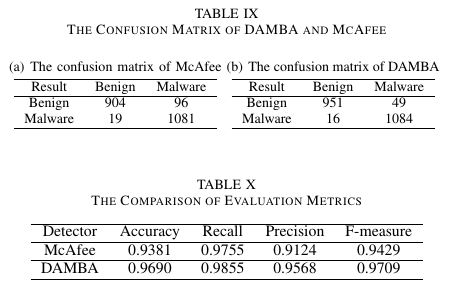 TABLE IX
THE CONFUSION MATRIX OF DAMBA AND MCAFEE
(a) The confusion matrix of McAfee (b) The confusion matrix of DAMBA
Result Benign Malware Result Benign Malware
Benign 904 96 Benign 951 49
Malware 19 1081 Malware 16 1084
TABLE X
THE COMPARISON OF EVALUATION METRICS
Detector Accuracy Recall Precision F-measure
McAfee 0.9381 0.9755 0.9124 0.9429
DAMBA 0.9690 0.9855 0.9568 0.9709